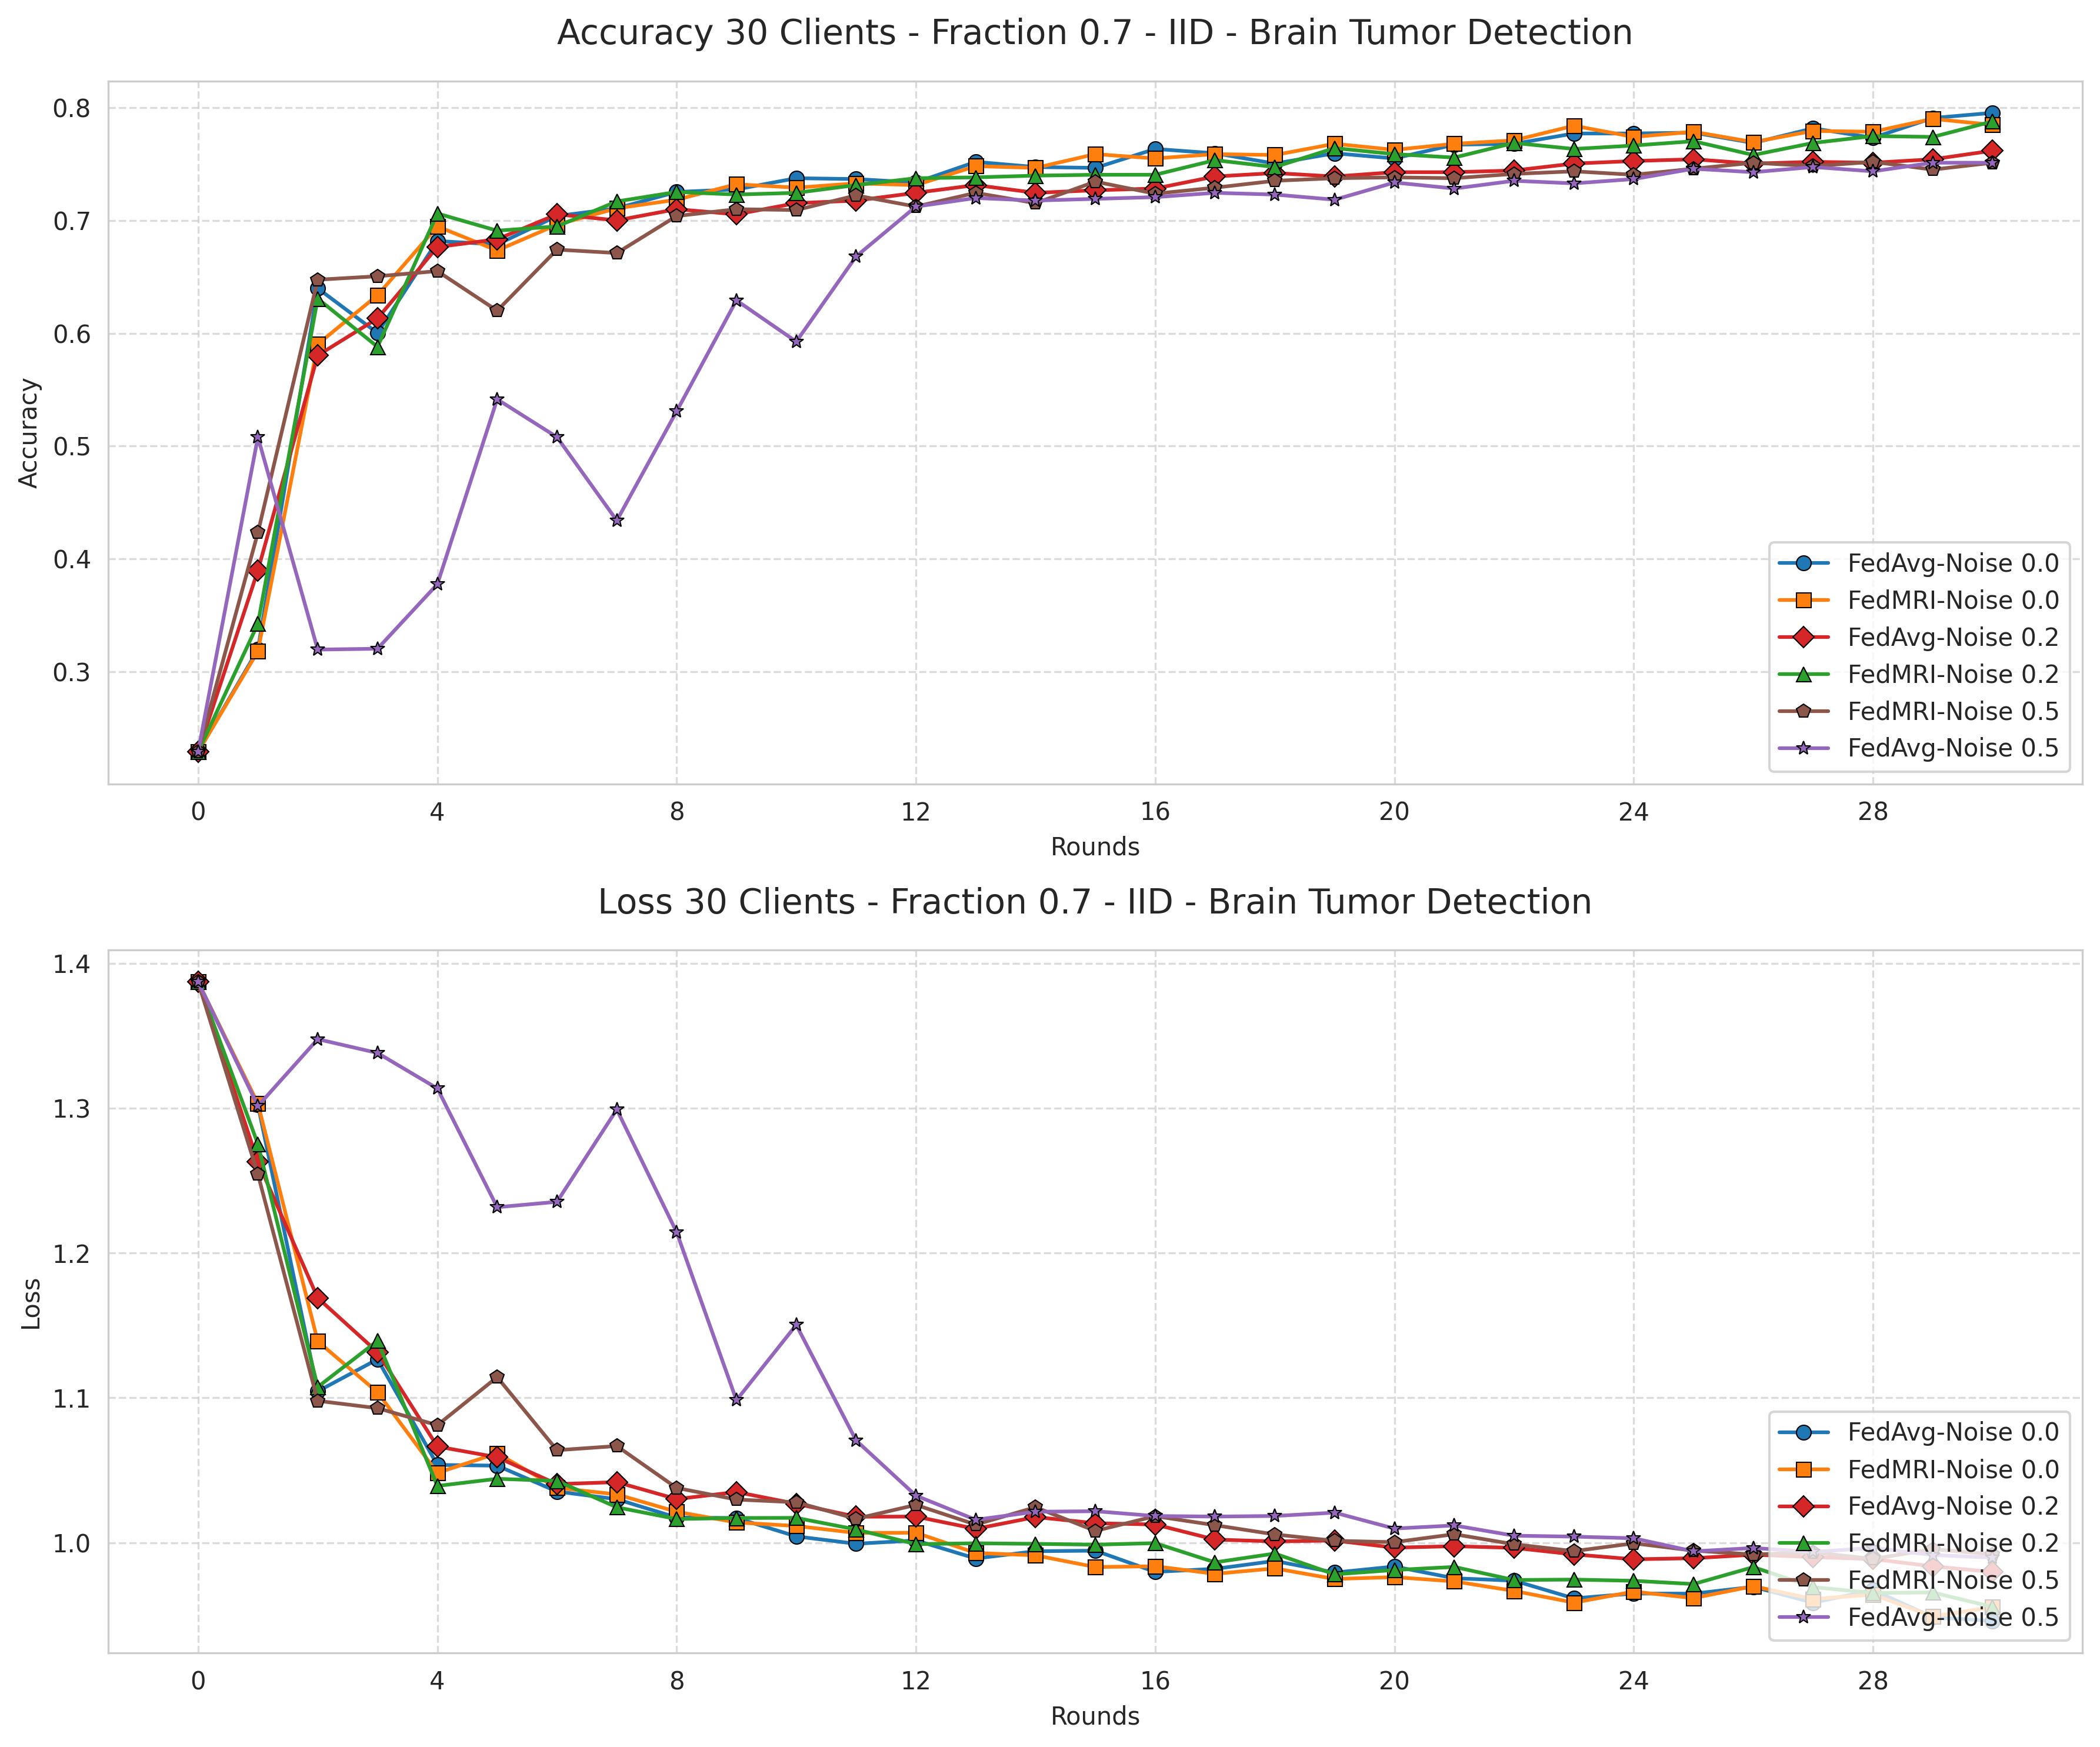 Accuracy 30 Clients - Fraction 0.7 - IID - Brain Tumor Detection
0.8
0.7
0.6
0.5
0.4
0.3
Accuracy
FedAvg-Noise 0.0
FedMRI-Noise 0.0
FedAvg-Noise 0.2
FedMRI-Noise 0.2
FedMRI-Noise 0.5
FedAvg-Noise 0.5
0 4 8 12 16 20 24 28
Rounds
Loss 30 Clients - Fraction 0.7 - IID - Brain Tumor Detection
1.4
1.3
1.2
1.1
1.0
Loss
FedAvg-Noise 0.0
FedMRI-Noise 0.0
FedAvg-Noise 0.2
FedMRI-Noise 0.2
FedMRI-Noise 0.5
FedAvg-Noise 0.5
0 4 8 12 16 20 24 28
Rounds